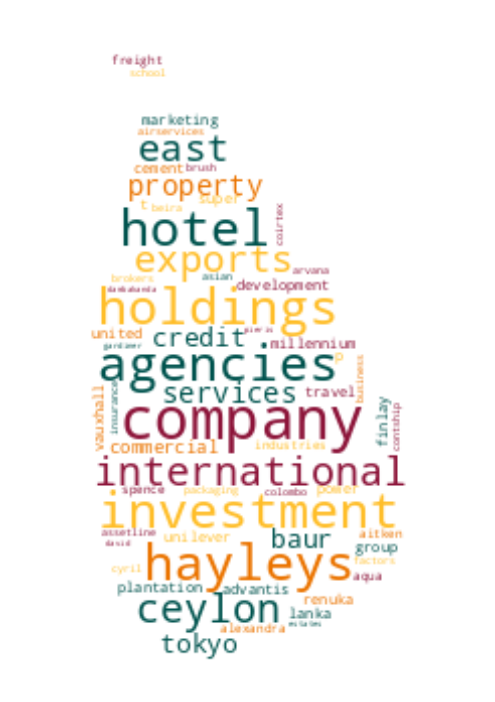 freight
school
marketing
airservices
east
cement brush
property
super
t beira
hotel
coirtex
exports
asian arvana
brokers development
dambakanda
holdings
pieris
united credit millennium
gardiner
agencies p
business
services travel
insurance
vauxhall
company
finlay
contship
commercial industries
international
spence packaging colombo power
investment
assetline unilever baur aitken
david group
hayleys factors
cyril aqua
plantation advantis
renuka
ceylon lanka
estates
alexandra
tokyo